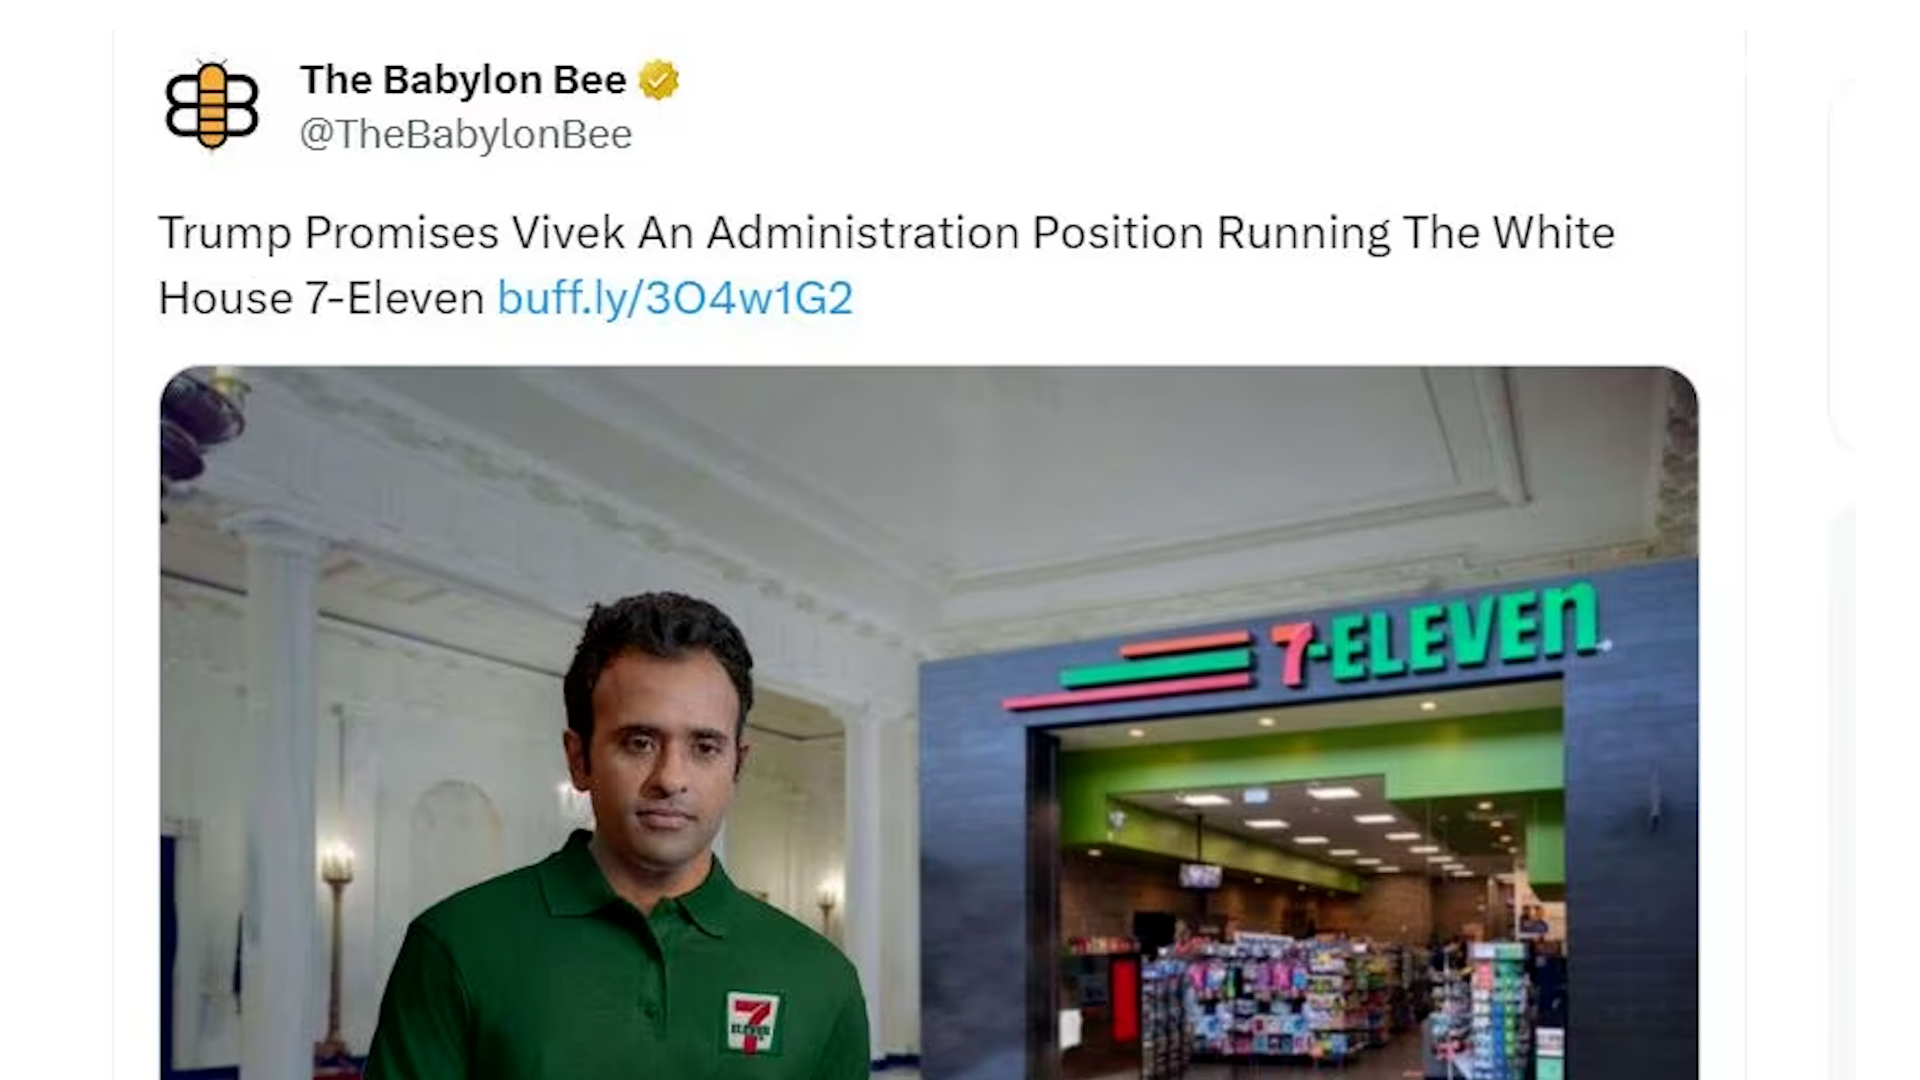 The Babylon Bee
@TheBabylonBee
Trump Promises Vivek An Administration Position Running The White
House 7-Eleven buff.ly/3O4w1G2
7-ELEVEn
7
ELEVEn